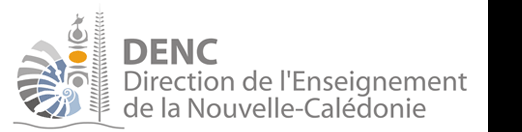 DENC
Direction de l'Enseignement
de la Nouvelle-Calédonie